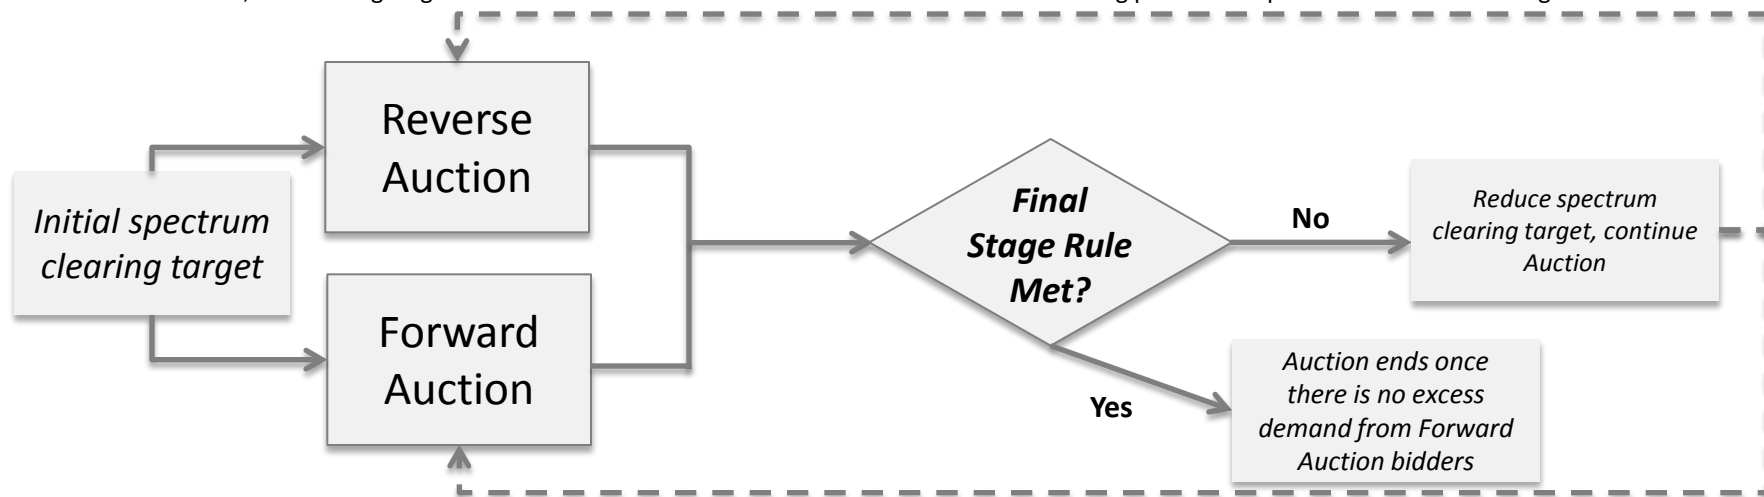 Initial spectrum
clearing target
Reverse
Auction
Forward
Auction
Final
Stage Rule
Met?
No
Reduce spectrum
clearing target, continue
Auction
Yes
Auction ends once
there is no excess
demand from Forward
Auction bidders